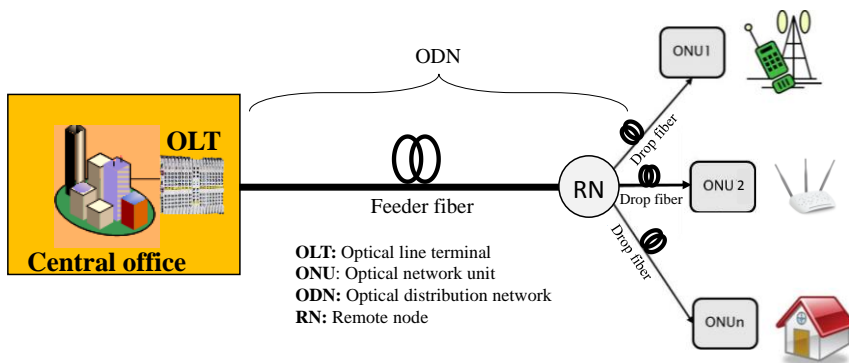 ODN
OLT
Central office
Feeder fiber
RN
Drop fiber
ONU1
Drop fiber
ONU 2
Drop fiber
ONUn
OLT: Optical line terminal
ONU: Optical network unit
ODN: Optical distribution network
RN: Remote node